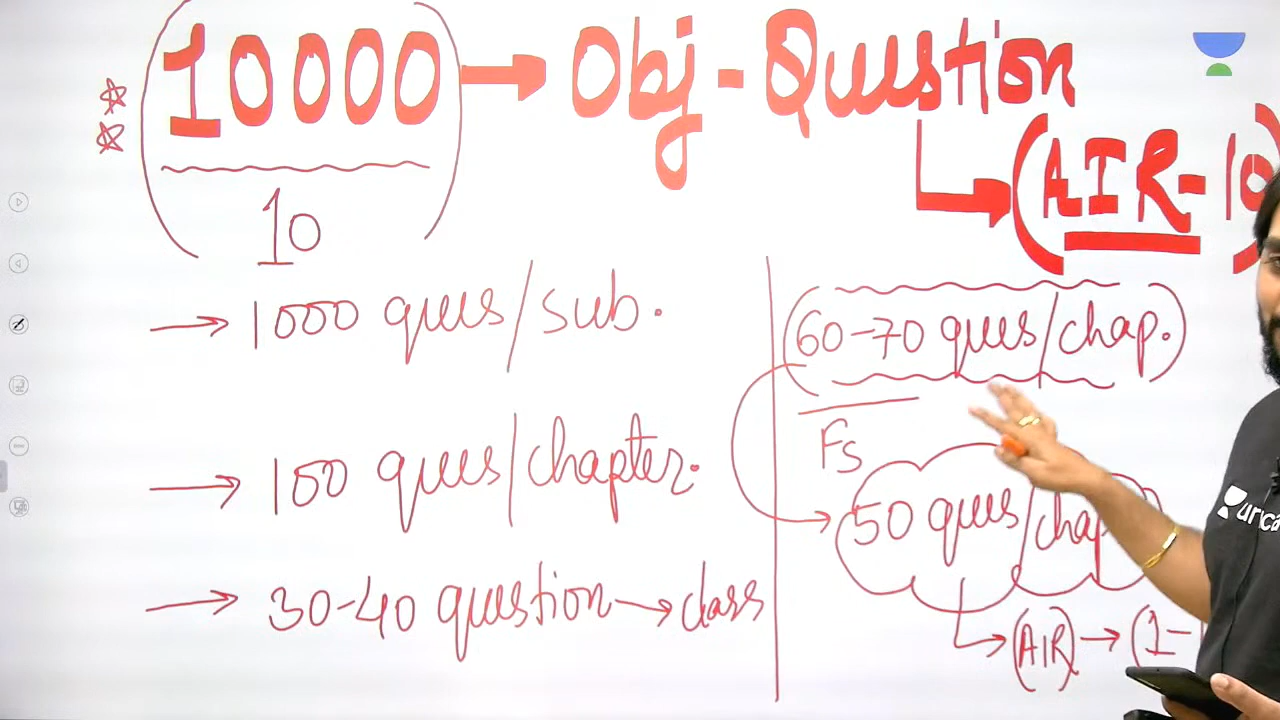 10000 → Obj-Question
10
(AIR-10)
→ 1000 ques/sub.
→ 100 ques/chapter.
→ 30-40 question → class
(60-70 ques/chap.)
Fs
50 ques/chap
(AIR) → (1-